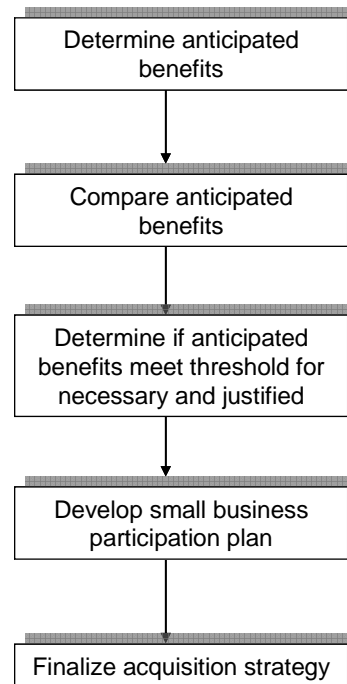 Determine anticipated
benefits
Compare anticipated
benefits
Determine if anticipated
benefits meet threshold for
necessary and justified
Develop small business
participation plan
Finalize acquisition strategy